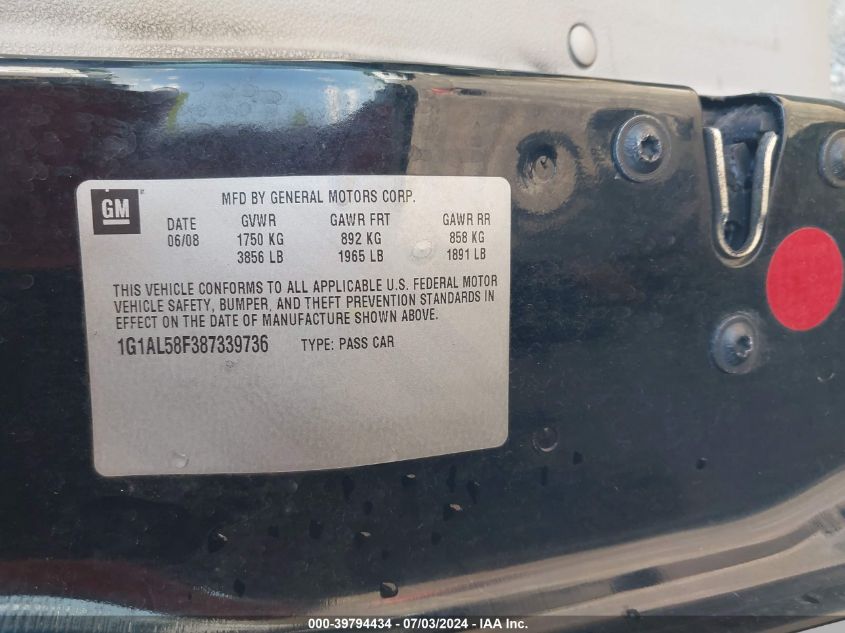 GM
MFD BY GENERAL MOTORS CORP.
DATE GVWR GAWR FRT GAWR RR
06/08 1750 KG 892 KG 858 KG
3856 LB 1965 LB 1891 LB
THIS VEHICLE CONFORMS TO ALL APPLICABLE U.S. FEDERAL MOTOR
VEHICLE SAFETY, BUMPER, AND THEFT PREVENTION STANDARDS IN
EFFECT ON THE DATE OF MANUFACTURE SHOWN ABOVE.
1G1AL58F387339736 TYPE: PASS CAR
000-39794434 - 07/03/2024 - IAA Inc.